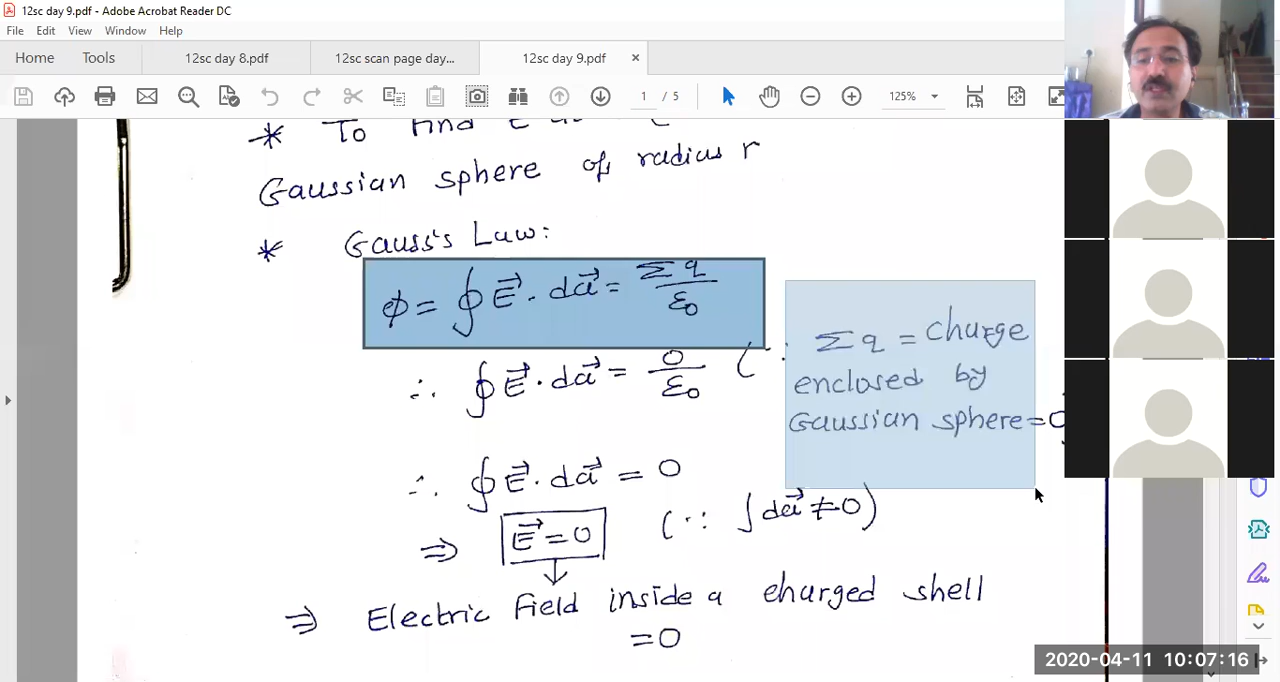 12sc day 9.pdf - Adobe Acrobat Reader DC
File Edit View Window Help
Home Tools 12sc day 8.pdf 12sc scan page day... 12sc day 9.pdf ×
1 / 5 125%
* To find
Gaussian sphere of radius r
* Gauss's Law:
ϕ = ∮E⃗ · da⃗ = Σq/ε₀
∴ ∮E⃗ · da⃗ = 0/ε₀ (∵ Σq = charge
enclosed by
Gaussian sphere = 0
∴ ∮E⃗ · da⃗ = 0
⇒ E⃗ = 0 (∵ ∫da⃗ ≠ 0)
⇒ Electric Field inside a charged shell
= 0
2020-04-11 10:07:16